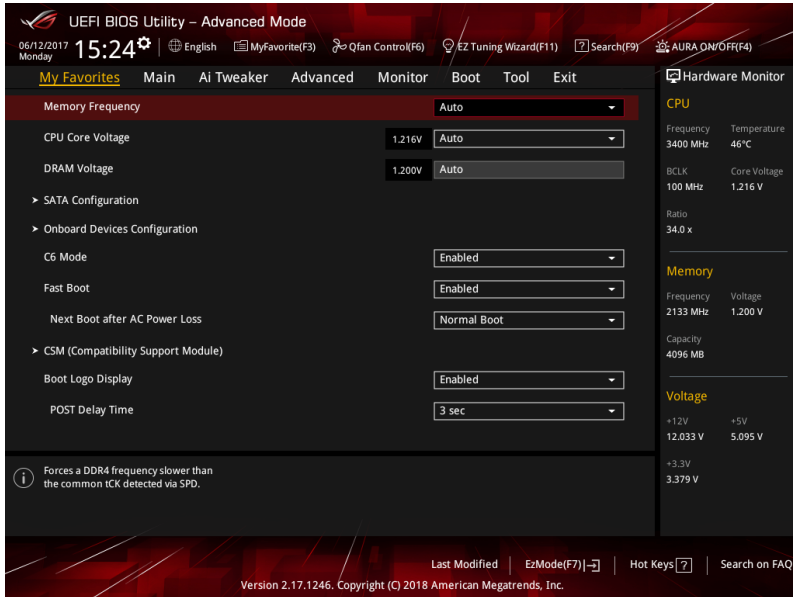 UEFI BIOS Utility – Advanced Mode
06/12/2017 Monday 15:24 English MyFavorite(F3) Qfan Control(F6) EZ Tuning Wizard(F11) ? Search(F9) AURA ON/OFF(F4)
My Favorites Main Ai Tweaker Advanced Monitor Boot Tool Exit
Memory Frequency Auto
CPU Core Voltage 1.216V Auto
DRAM Voltage 1.200V Auto
> SATA Configuration
> Onboard Devices Configuration
C6 Mode Enabled
Fast Boot Enabled
Next Boot after AC Power Loss Normal Boot
> CSM (Compatibility Support Module)
Boot Logo Display Enabled
POST Delay Time 3 sec
i Forces a DDR4 frequency slower than
the common tCK detected via SPD.
Hardware Monitor
CPU
Frequency Temperature
3400 MHz 46°C
BCLK Core Voltage
100 MHz 1.216 V
Ratio
34.0 x
Memory
Frequency Voltage
2133 MHz 1.200 V
Capacity
4096 MB
Voltage
+12V +5V
12.033 V 5.095 V
+3.3V
3.379 V
Last Modified EzMode(F7) Hot Keys ? Search on FAQ
Version 2.17.1246. Copyright (C) 2018 American Megatrends, Inc.